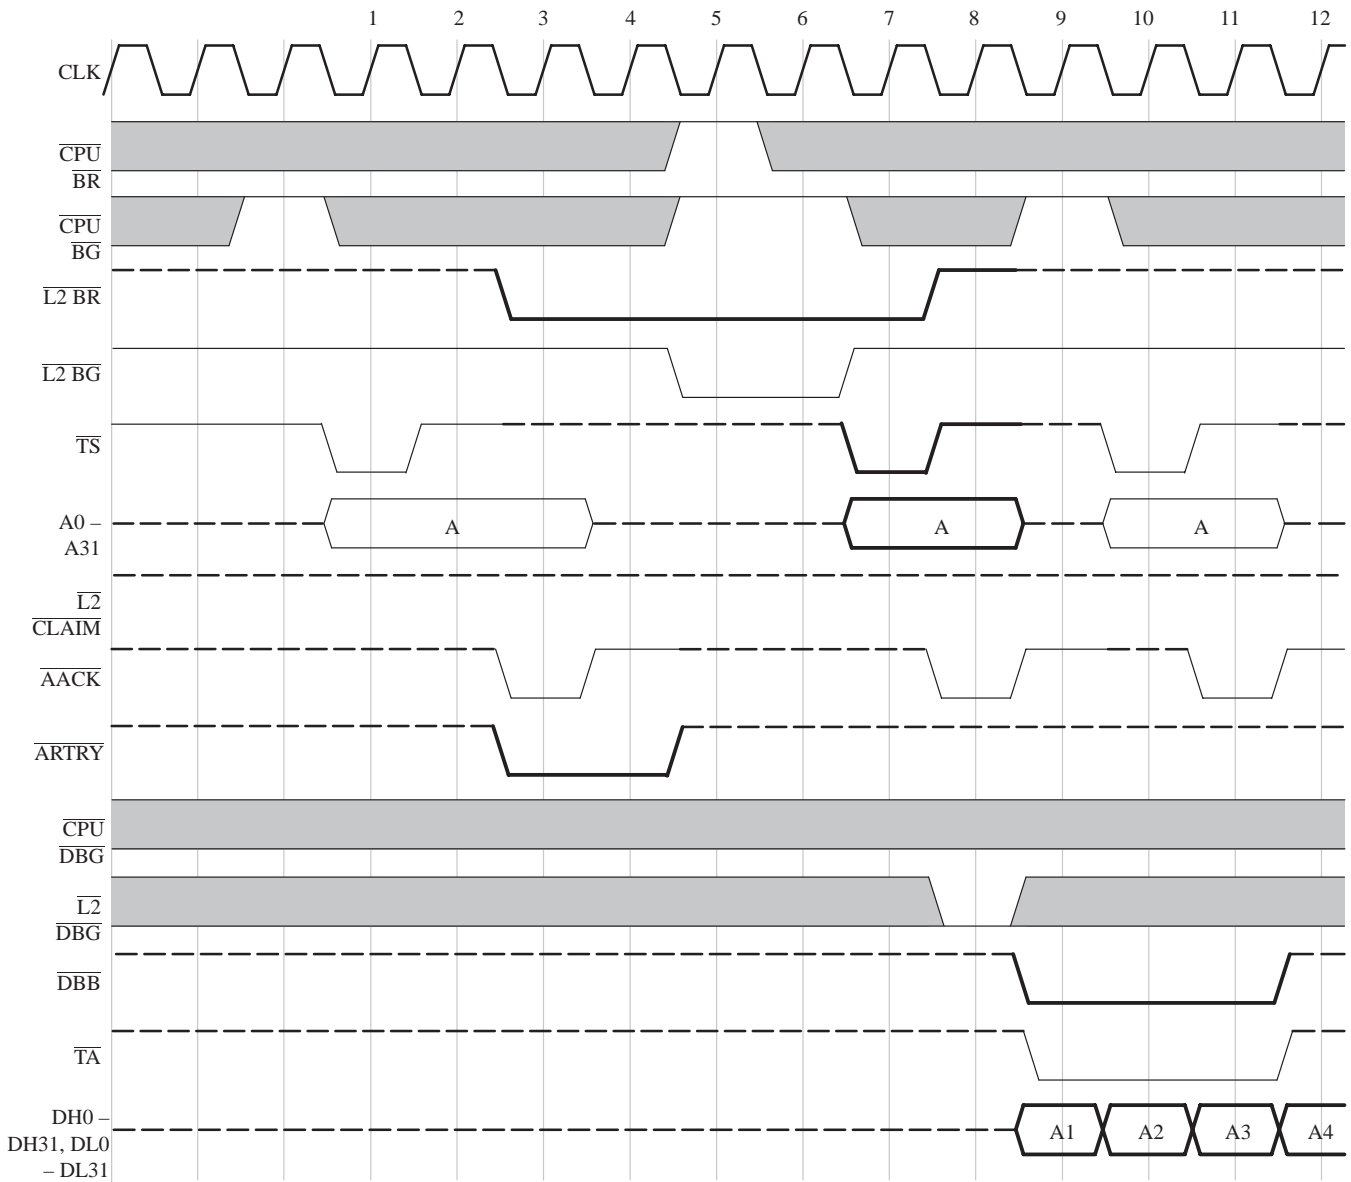 1 2 3 4 5 6 7 8 9 10 11 12
CLK
CPU
BR
CPU
BG
L2 BR
L2 BG
TS
A0 –
A31
A A A
L2
CLAIM
AACK
ARTRY
CPU
DBG
L2
DBG
DBB
TA
DH0 –
DH31, DL0
– DL31
A1 A2 A3 A4